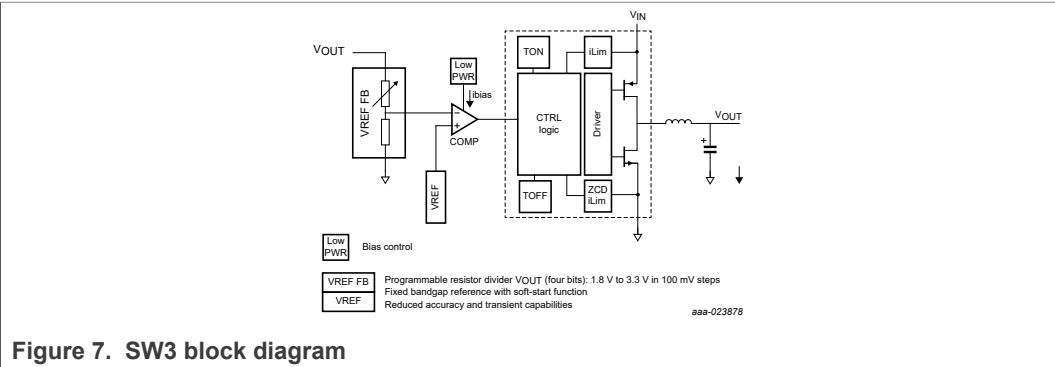 VIN
VOUT
TON
iLim
Low
PWR
ibias
VREF FB
−
+
COMP
CTRL
logic
Driver
VOUT
+
VREF
TOFF
ZCD
iLim
Low
PWR
Bias control
VREF FB
Programmable resistor divider VOUT (four bits): 1.8 V to 3.3 V in 100 mV steps
Fixed bandgap reference with soft-start function
VREF
Reduced accuracy and transient capabilities
aaa-023878
Figure 7. SW3 block diagram